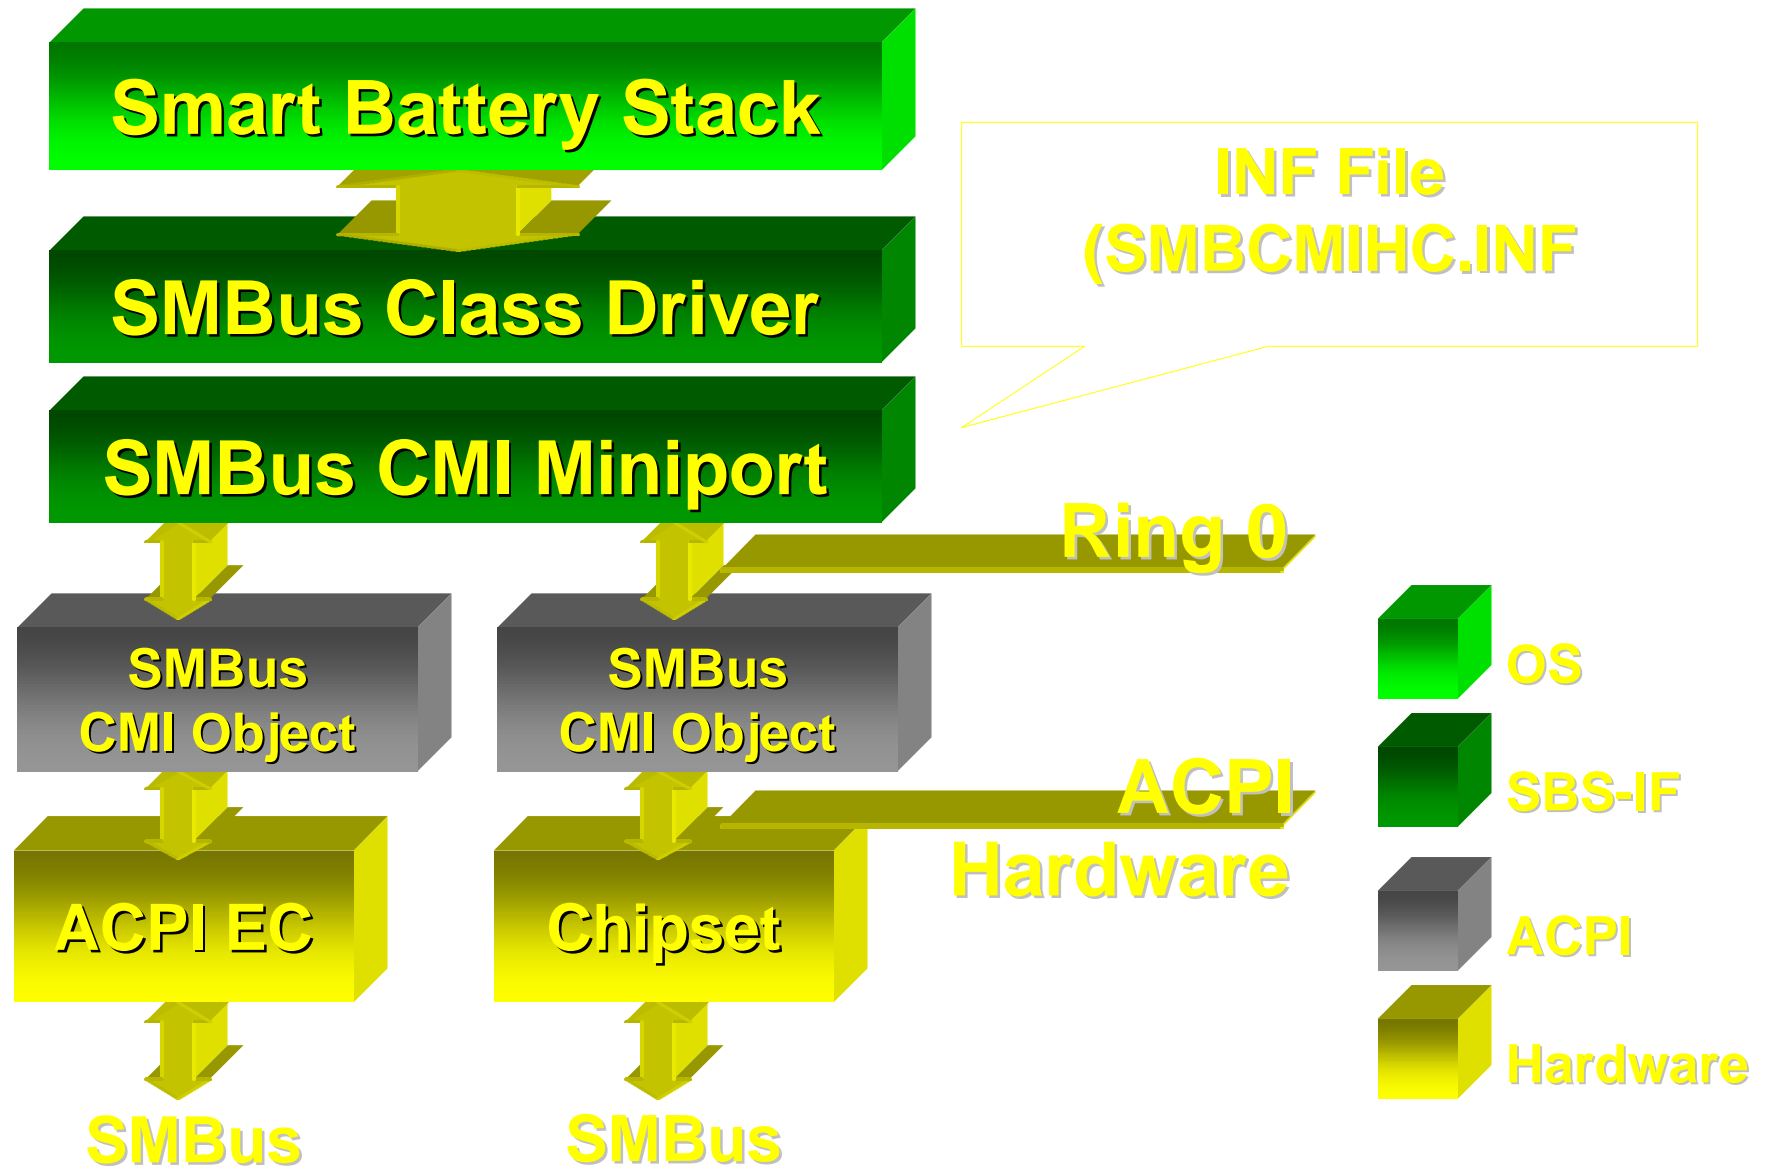 Smart Battery Stack
INF File
(SMBCMIHC.INF
SMBus Class Driver
SMBus CMI Miniport
Ring 0
SMBus
CMI Object
SMBus
CMI Object
OS
ACPI
SBS-IF
Hardware
ACPI EC
Chipset
ACPI
Hardware
SMBus
SMBus